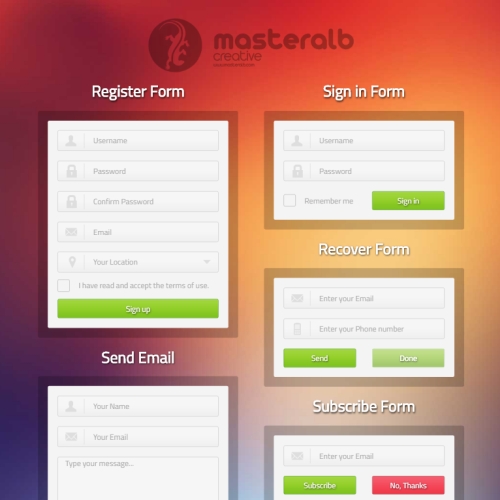 masteralb
creative
Register Form
Username
Password
Confirm Password
Email
Your Location
I have read and accept the terms of use.
Sign up
Sign in Form
Username
Password
Remember me
Sign in
Recover Form
Enter your Email
Enter your Phone number
Send
Done
Send Email
Your Name
Your Email
Type your message...
Subscribe Form
Enter your Email
Subscribe
No, Thanks